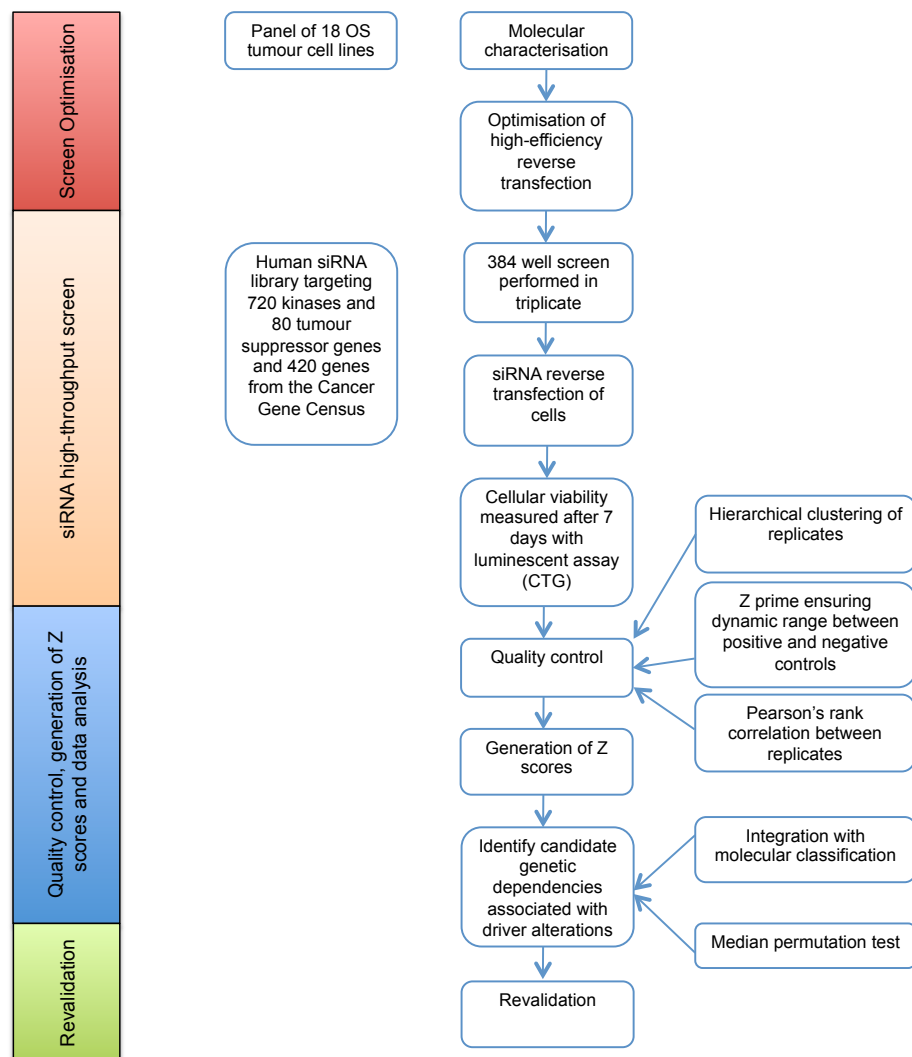 Screen Optimisation
Panel of 18 OS
tumour cell lines
Molecular
characterisation
Optimisation of
high-efficiency
reverse
transfection
siRNA high-throughput screen
Human siRNA
library targeting
720 kinases and
80 tumour
suppressor genes
and 420 genes
from the Cancer
Gene Census
384 well screen
performed in
triplicate
siRNA reverse
transfection of
cells
Cellular viability
measured after 7
days with
luminescent assay
(CTG)
Quality control, generation of Z
scores and data analysis
Hierarchical clustering of
replicates
Z prime ensuring
dynamic range between
positive and negative
controls
Pearson's rank
correlation between
replicates
Quality control
Generation of Z
scores
Identify candidate
genetic
dependencies
associated with
driver alterations
Integration with
molecular classification
Median permutation test
Revalidation
Revalidation